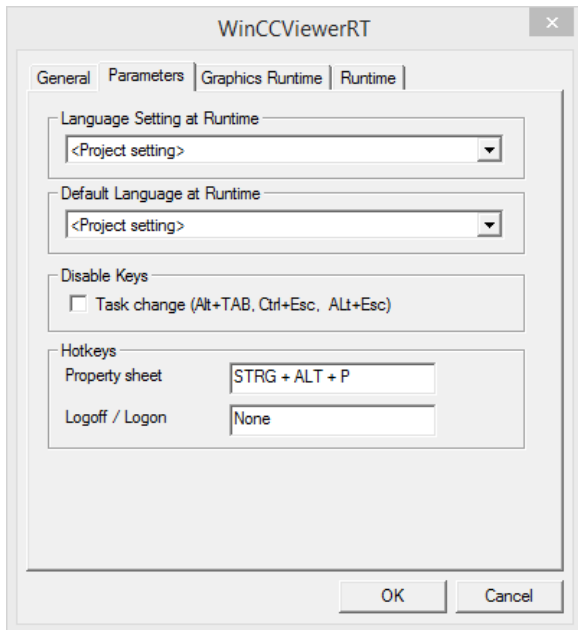 WinCCViewerRT
General Parameters Graphics Runtime Runtime
Language Setting at Runtime
<Project setting>
Default Language at Runtime
<Project setting>
Disable Keys
Task change (Alt+TAB, Ctrl+Esc, ALt+Esc)
Hotkeys
Property sheet STRG + ALT + P
Logoff / Logon None
OK Cancel